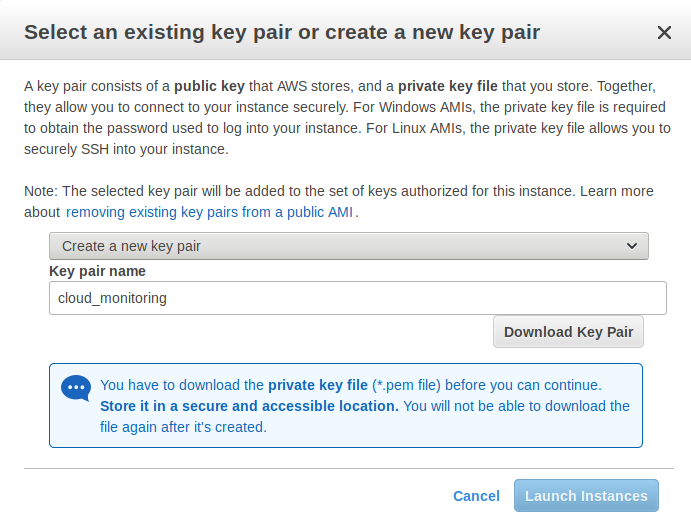 Select an existing key pair or create a new key pair
A key pair consists of a public key that AWS stores, and a private key file that you store. Together,
they allow you to connect to your instance securely. For Windows AMIs, the private key file is required
to obtain the password used to log into your instance. For Linux AMIs, the private key file allows you to
securely SSH into your instance.
Note: The selected key pair will be added to the set of keys authorized for this instance. Learn more
about removing existing key pairs from a public AMI.
Create a new key pair
Key pair name
cloud_monitoring
Download Key Pair
You have to download the private key file (*.pem file) before you can continue.
Store it in a secure and accessible location. You will not be able to download the
file again after it's created.
Cancel Launch Instances